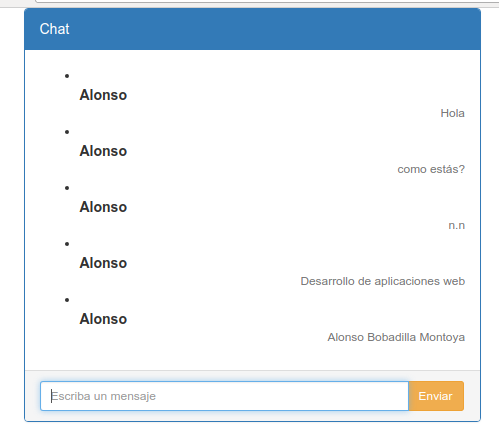 Chat
Alonso
Hola
Alonso
como estás?
Alonso
n.n
Alonso
Desarrollo de aplicaciones web
Alonso
Alonso Bobadilla Montoya
Escriba un mensaje
Enviar